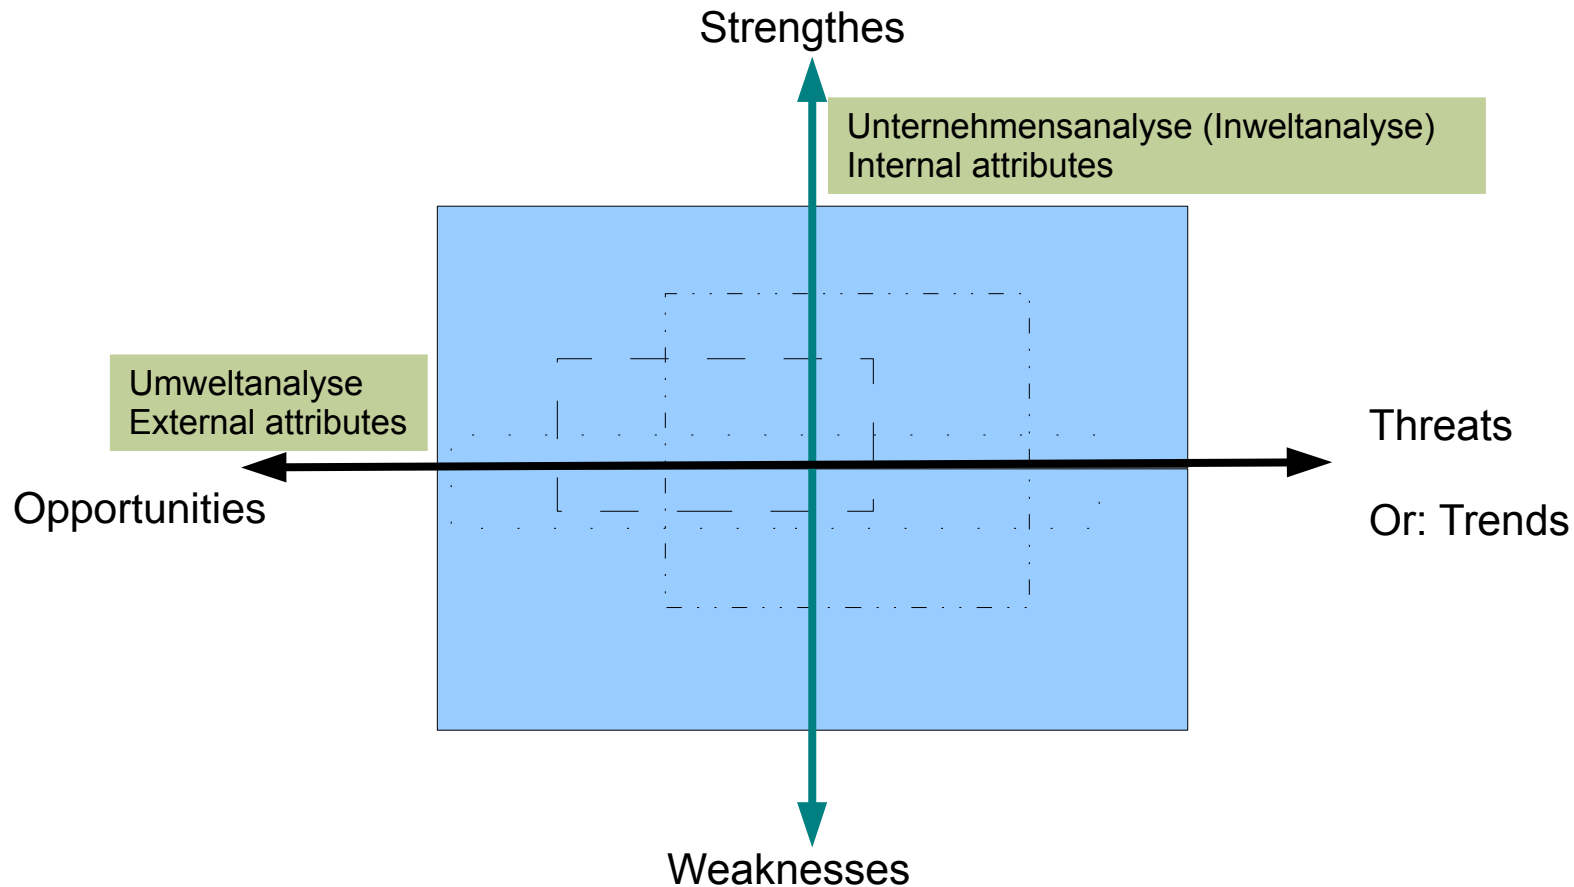 Strengthes
Unternehmensanalyse (Inweltanalyse)
Internal attributes
Umweltanalyse
External attributes
Threats
Opportunities
Or: Trends
Weaknesses